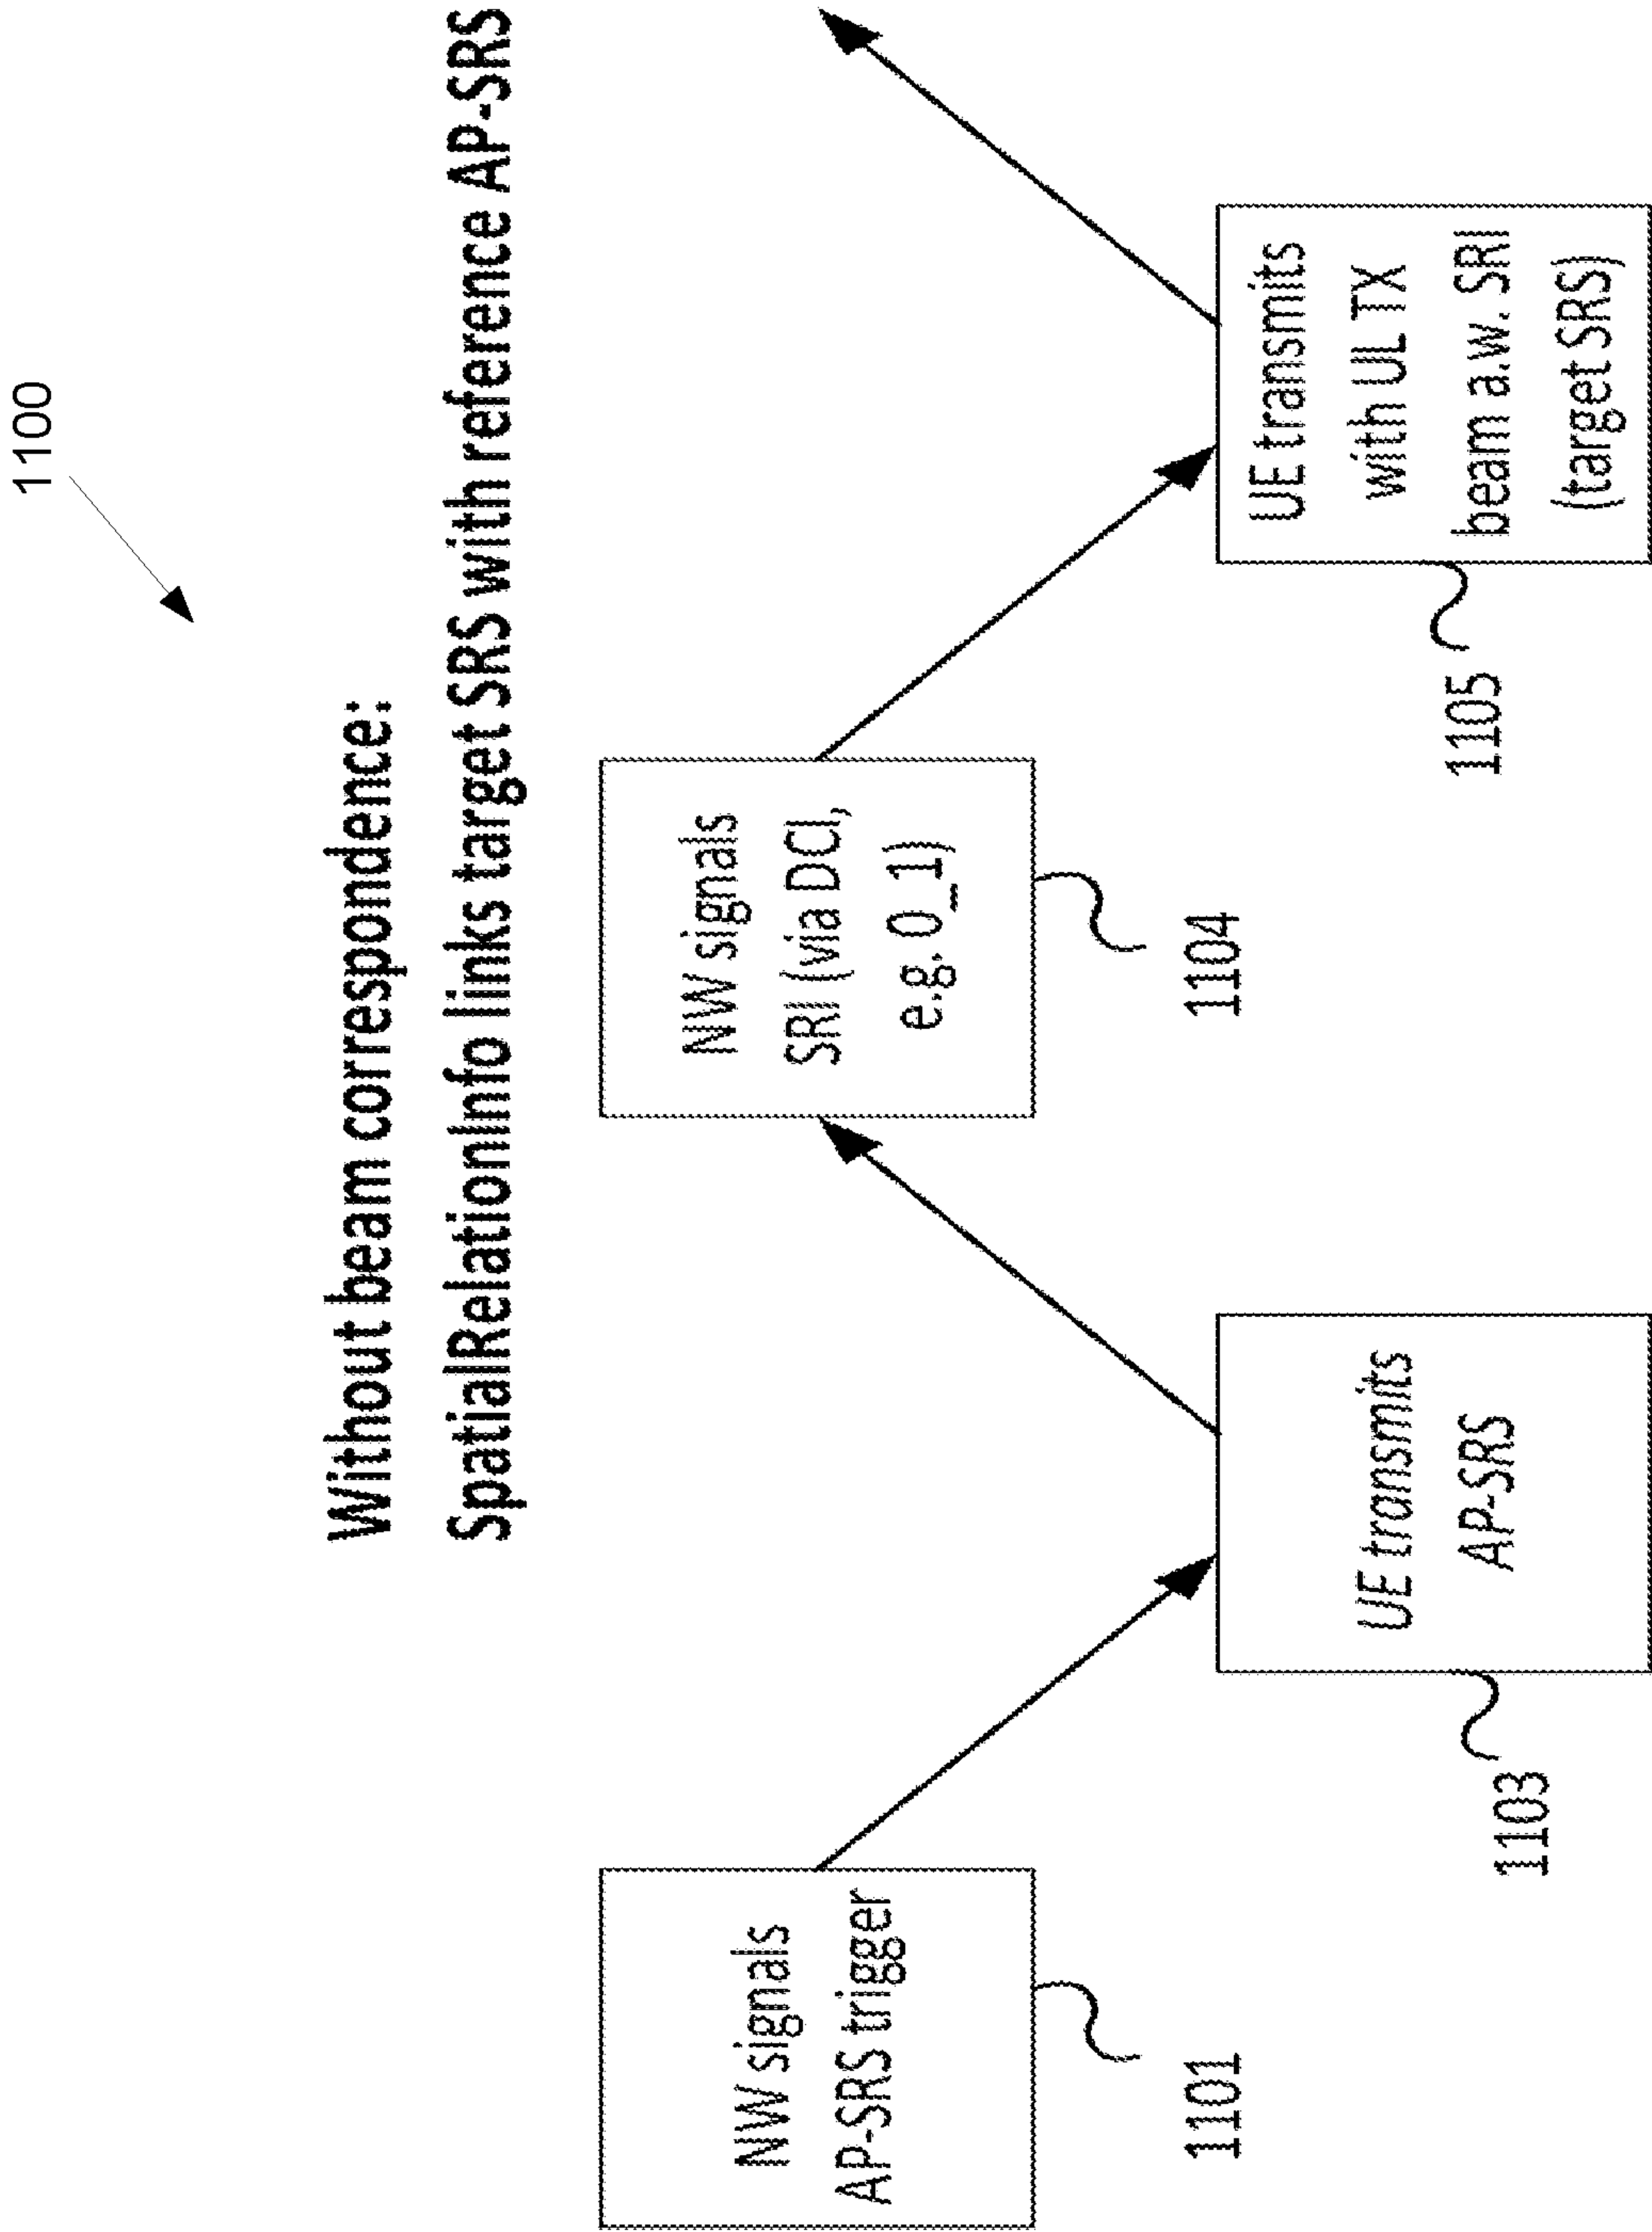 1100
Without beam correspondence:
SpatialRelationInfo links target SRS with reference AP-SRS
NW signals
AP-SRS trigger
1101
UE transmits
AP-SRS
1103
NW signals
SRI (via DCI,
e.g. 0_1)
1104
UE transmits
with UL TX
beam a.w. SRI
(target SRS)
1105